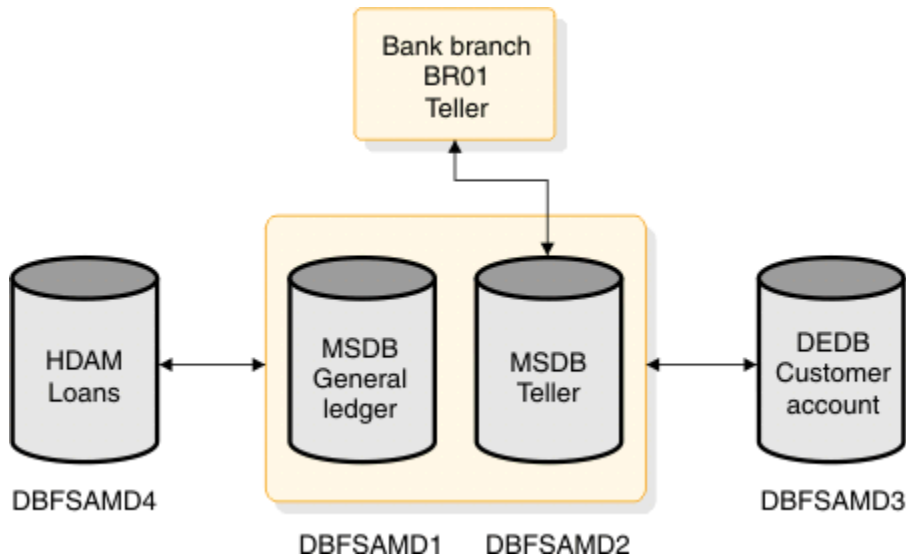 Bank branch
BR01
Teller
HDAM
Loans
MSDB
General
ledger
MSDB
Teller
DEDB
Customer
account
DBFSAMD4
DBFSAMD3
DBFSAMD1
DBFSAMD2